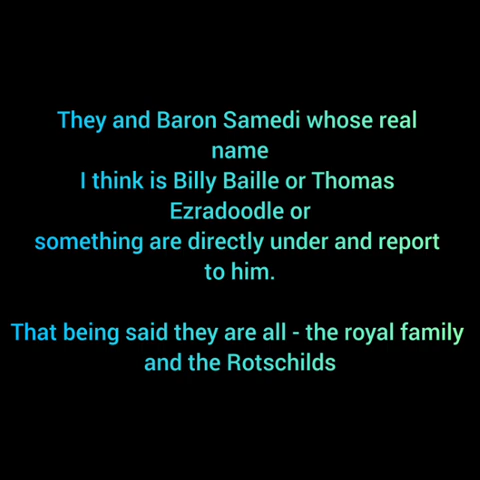 They and Baron Samedi whose real
name
I think is Billy Baille or Thomas
Ezradoodle or
something are directly under and report
to him.
That being said they are all - the royal family
and the Rotschilds